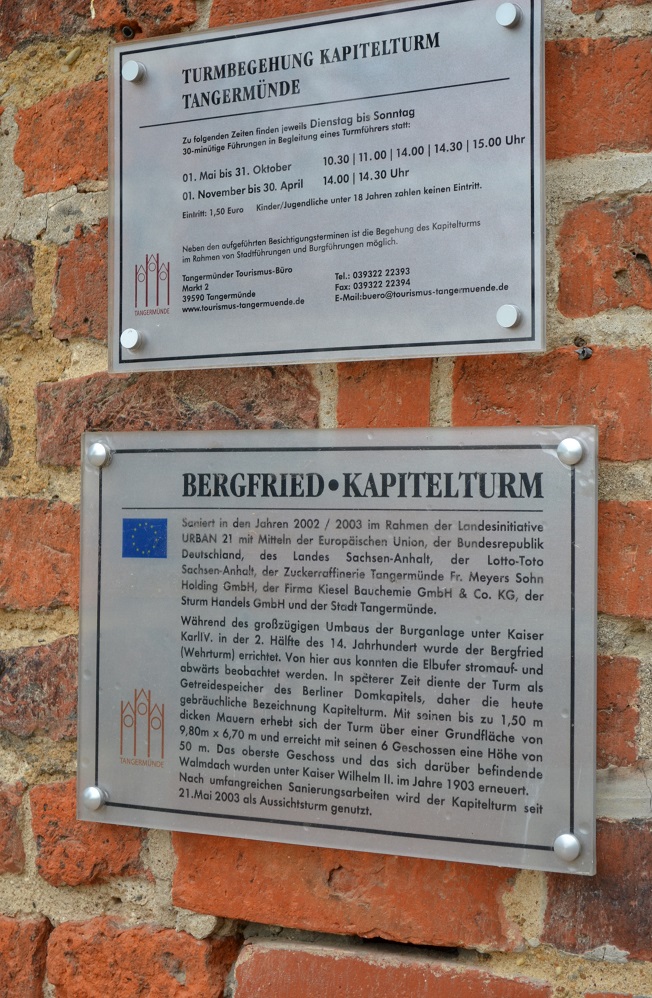 TURMBEGEHUNG KAPITELTURM
TANGERMÜNDE
Zu folgenden Zeiten finden jeweils Dienstag bis Sonntag
30-minütige Führungen in Begleitung eines Turmführers statt:
01. Mai bis 31. Oktober 10.30 | 11.00 | 14.00 | 14.30 | 15.00 Uhr
01. November bis 30. April 14.00 | 14.30 Uhr
Eintritt: 1,50 Euro Kinder/Jugendliche unter 18 Jahren zahlen keinen Eintritt.
Neben den aufgeführten Besichtigungsterminen ist die Begehung des Kapitelturms
im Rahmen von Stadtführungen und Burgführungen möglich.
Tangermünder Tourismus-Büro Tel.: 039322 22393
Markt 2 Fax: 039322 22394
39590 Tangermünde E-Mail:buero@tourismus-tangermuende.de
www.tourismus-tangermuende.de
TANGERMÜNDE
BERGFRIED•KAPITELTURM
Saniert in den Jahren 2002 / 2003 im Rahmen der Landesinitiative
URBAN 21 mit Mitteln der Europäischen Union, der Bundesrepublik
Deutschland, des Landes Sachsen-Anhalt, der Lotto-Toto
Sachsen-Anhalt, der Zuckerraffinerie Tangermünde Fr. Meyers Sohn
Holding GmbH, der Firma Kiesel Bauchemie GmbH & Co. KG, der
Sturm Handels GmbH und der Stadt Tangermünde.
Während des großzügigen Umbaus der Burganlage unter Kaiser
KarlIV. in der 2. Hälfte des 14. Jahrhundert wurde der Bergfried
(Wehrturm) errichtet. Von hier aus konnten die Elbufer stromauf- und
abwärts beobachtet werden. In späterer Zeit diente der Turm als
Getreidespeicher des Berliner Domkapitels, daher die heute
gebräuchliche Bezeichnung Kapitelturm. Mit seinen bis zu 1,50 m
dicken Mauern erhebt sich der Turm über einer Grundfläche von
9,80m x 6,70 m und erreicht mit seinen 6 Geschossen eine Höhe von
50 m. Das oberste Geschoss und das sich darüber befindende
Walmdach wurden unter Kaiser Wilhelm II. im Jahre 1903 erneuert.
Nach umfangreichen Sanierungsarbeiten wird der Kapitelturm seit
21.Mai 2003 als Aussichtsturm genutzt.
TANGERMÜNDE